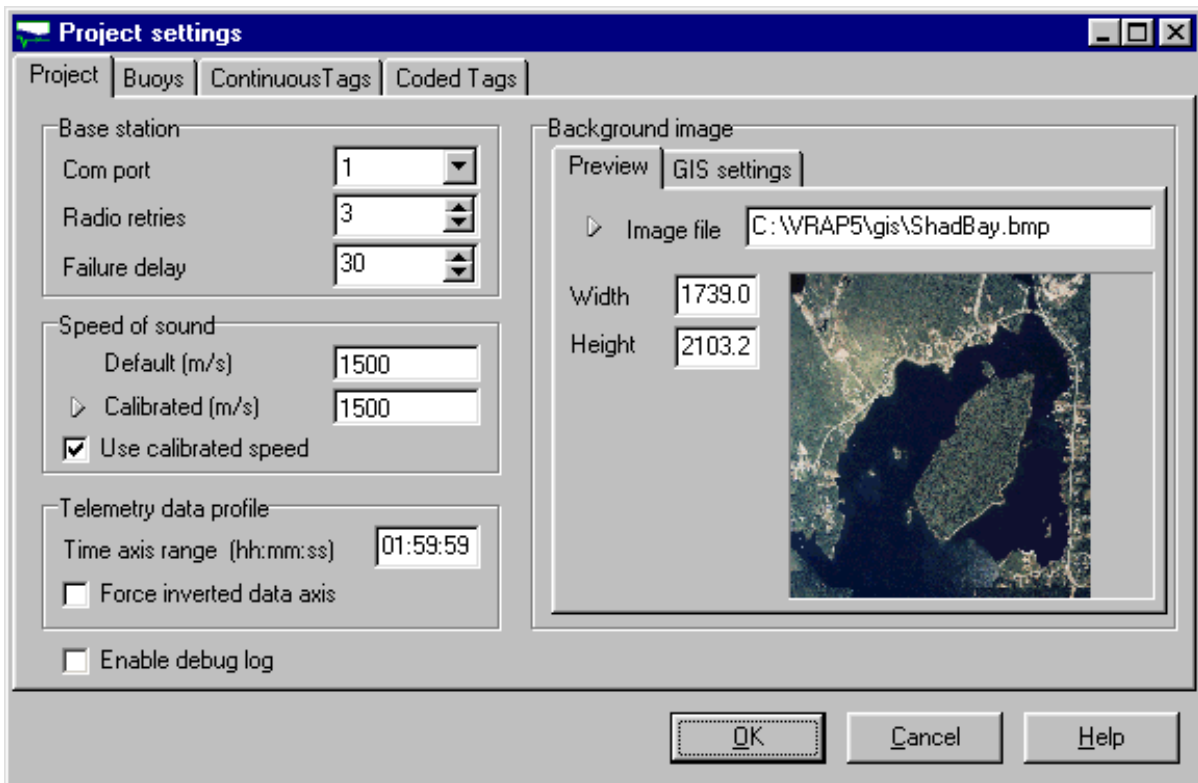 Project settings
Project Buoys ContinuousTags Coded Tags
Base station
Com port 1
Radio retries 3
Failure delay 30
Speed of sound
Default (m/s) 1500
Calibrated (m/s) 1500
Use calibrated speed
Telemetry data profile
Time axis range (hh:mm:ss) 01:59:59
Force inverted data axis
Enable debug log
Background image
Preview GIS settings
Image file C:\VRAP5\gis\ShadBay.bmp
Width 1739.0
Height 2103.2
OK Cancel Help